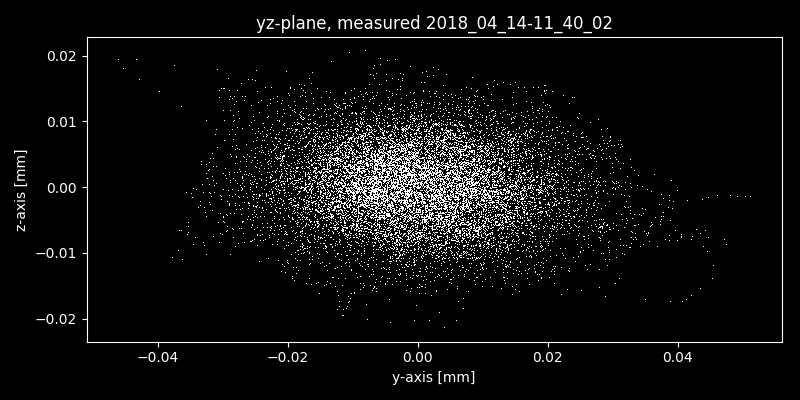 yz-plane, measured 2018_04_14-11_40_02
0.02
0.01
0.00
−0.01
−0.02
z-axis [mm]
−0.04 −0.02 0.00 0.02 0.04
y-axis [mm]